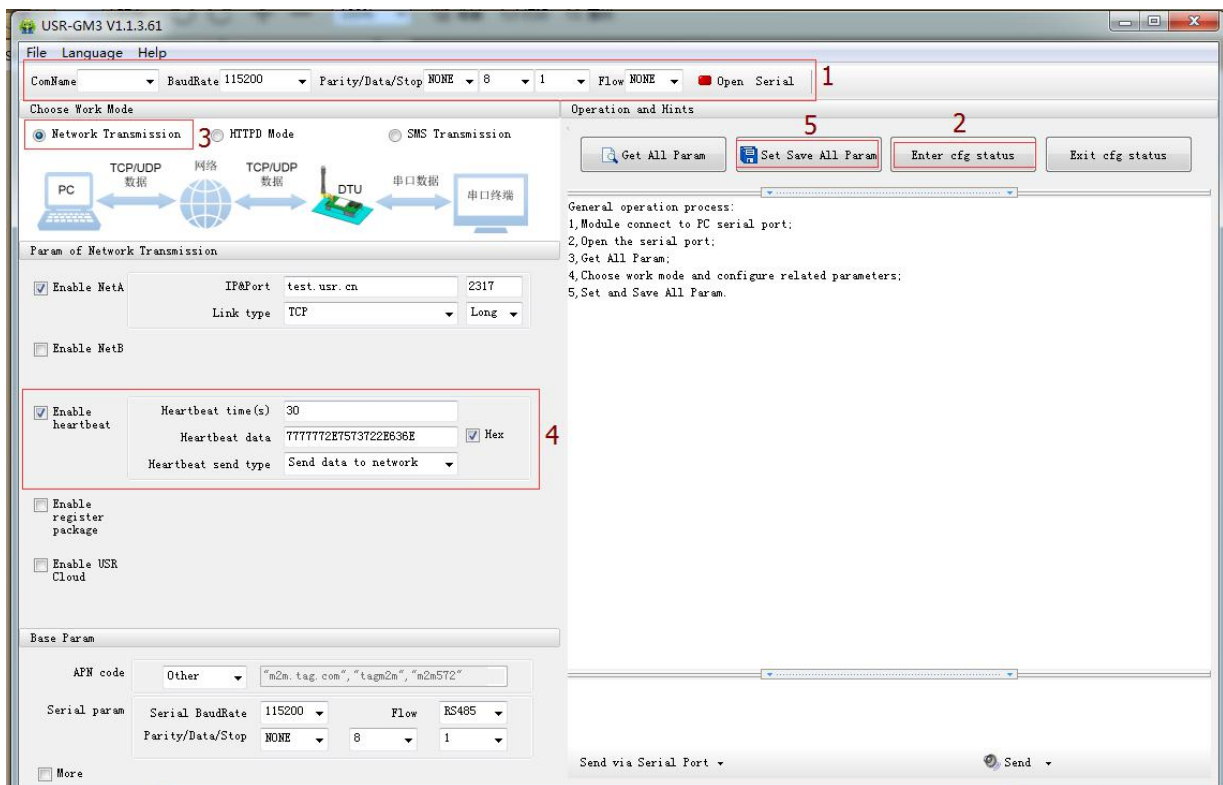 USR-GM3 V1.1.3.61
File Language Help
ComName BaudRate 115200 Parity/Data/Stop NONE 8 1 Flow NONE Open Serial 1
Choose Work Mode
Operation and Hints
Network Transmission 3 HTTPD Mode SMS Transmission
5 2
Get All Param Set Save All Param Enter cfg status Exit cfg status
TCP/UDP 网络 TCP/UDP
数据 数据 串口数据
PC DTU 串口终端
General operation process:
1,Module connect to PC serial port;
2,Open the serial port;
3,Get All Param;
4,Choose work mode and configure related parameters;
5,Set and Save All Param.
Param of Network Transmission
Enable NetA IP&Port test.usr.cn 2317
Link type TCP Long
Enable NetB
Enable heartbeat Heartbeat time(s) 30
Heartbeat data 7777772E7573722E636E Hex 4
Heartbeat send type Send data to network
Enable
register
package
Enable USR
Cloud
Base Param
APN code Other "m2m.tag.com","tagm2m","m2m572"
Serial param Serial BaudRate 115200 Flow RS485
Parity/Data/Stop NONE 8 1
More
Send via Serial Port Send